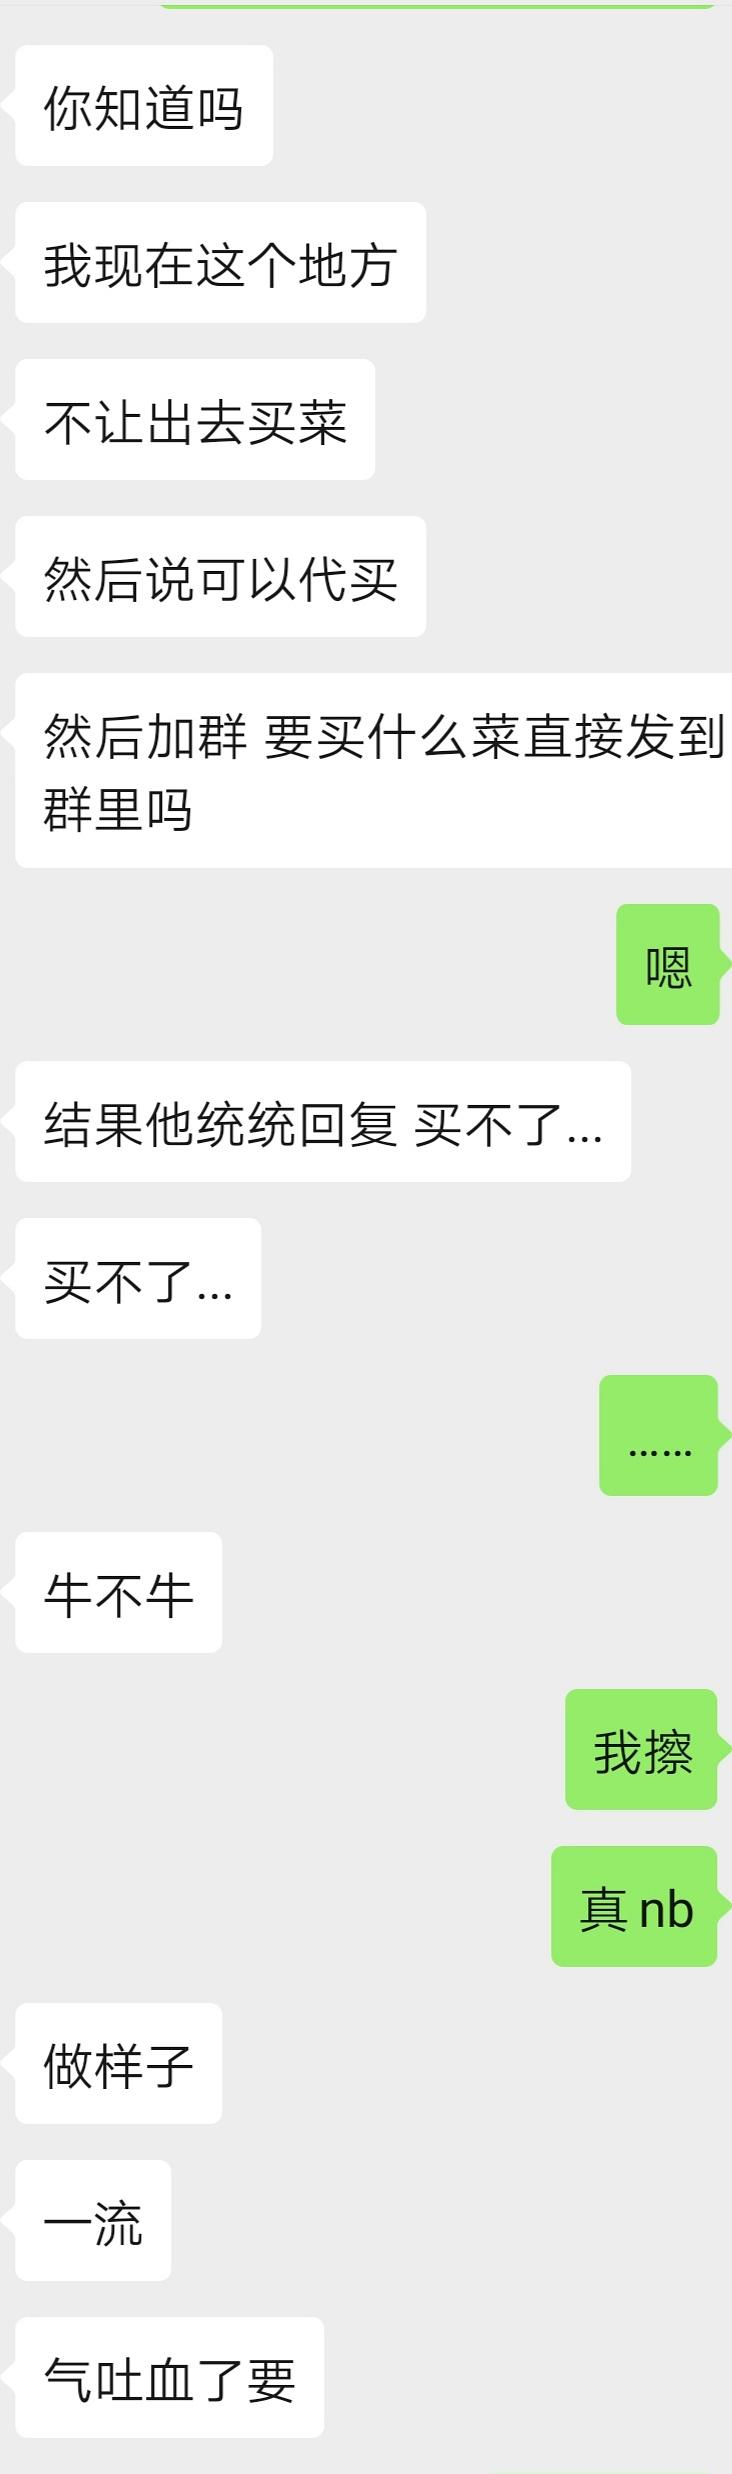 你知道吗
我现在这个地方
不让出去买菜
然后说可以代买
然后加群 要买什么菜直接发到
群里吗
嗯
结果他统统回复 买不了...
买不了...
……
牛不牛
我擦
真nb
做样子
一流
气吐血了要